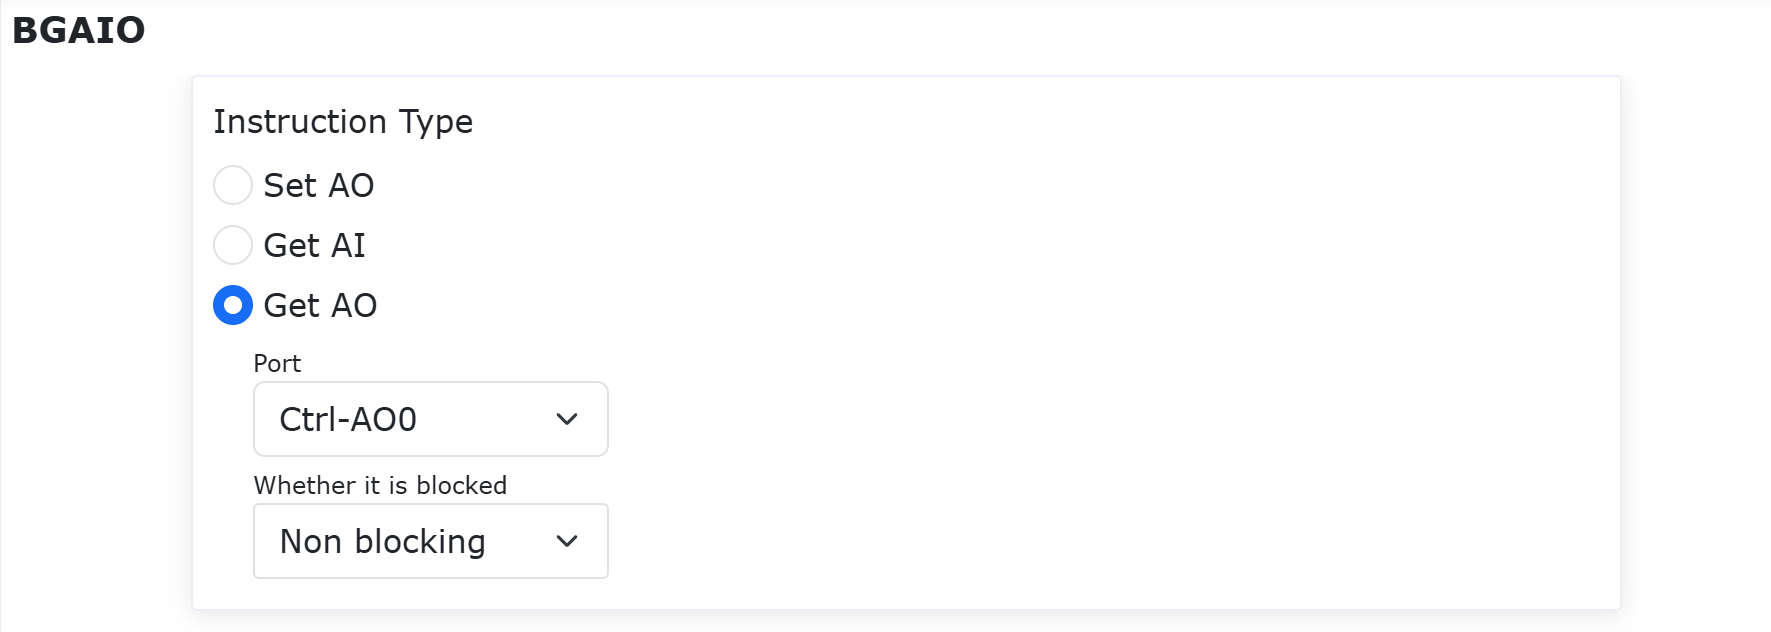 BGAIO
Instruction Type
Set AO
Get AI
Get AO
Port
Ctrl-AO0
Whether it is blocked
Non blocking